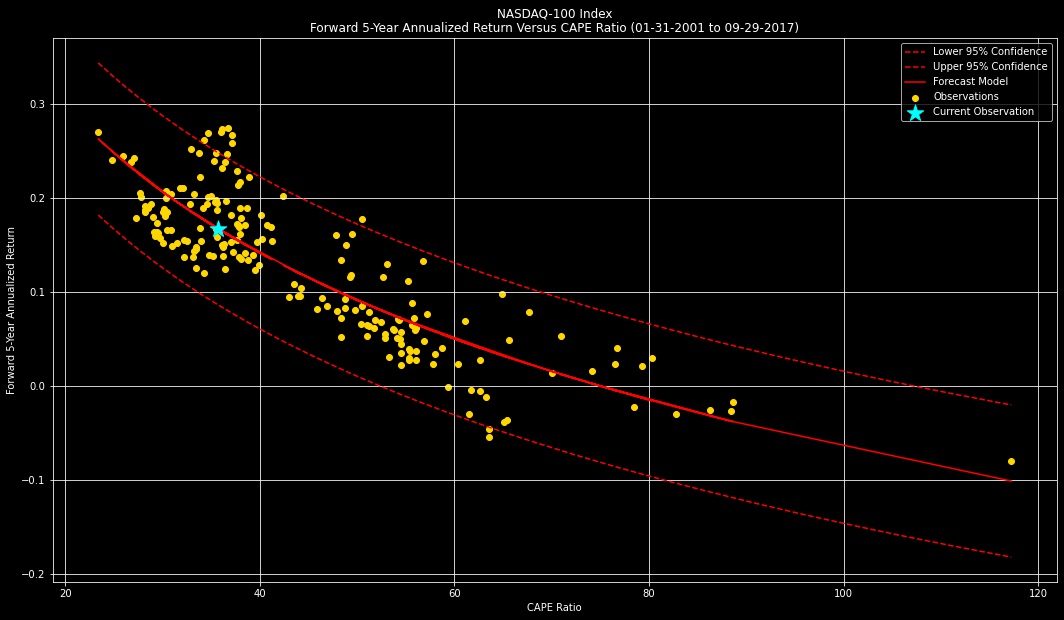 NASDAQ-100 Index
Forward 5-Year Annualized Return Versus CAPE Ratio (01-31-2001 to 09-29-2017)
Lower 95% Confidence
Upper 95% Confidence
Forecast Model
Observations
Current Observation
Forward 5-Year Annualized Return
0.3
0.2
0.1
0.0
−0.1
−0.2
20 40 60 80 100 120
CAPE Ratio